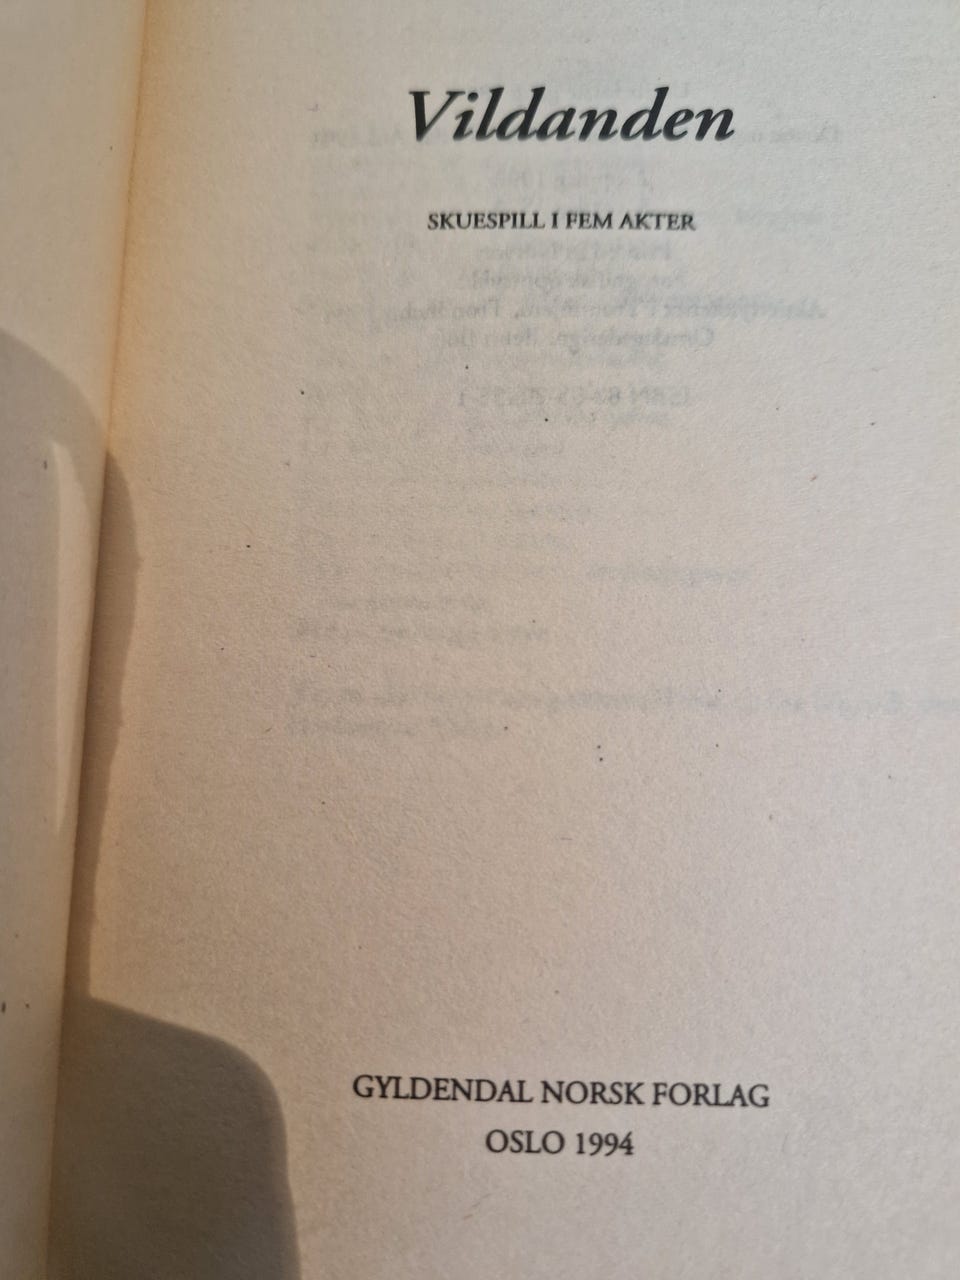 Vildanden
SKUESPILL I FEM AKTER
GYLDENDAL NORSK FORLAG
OSLO 1994